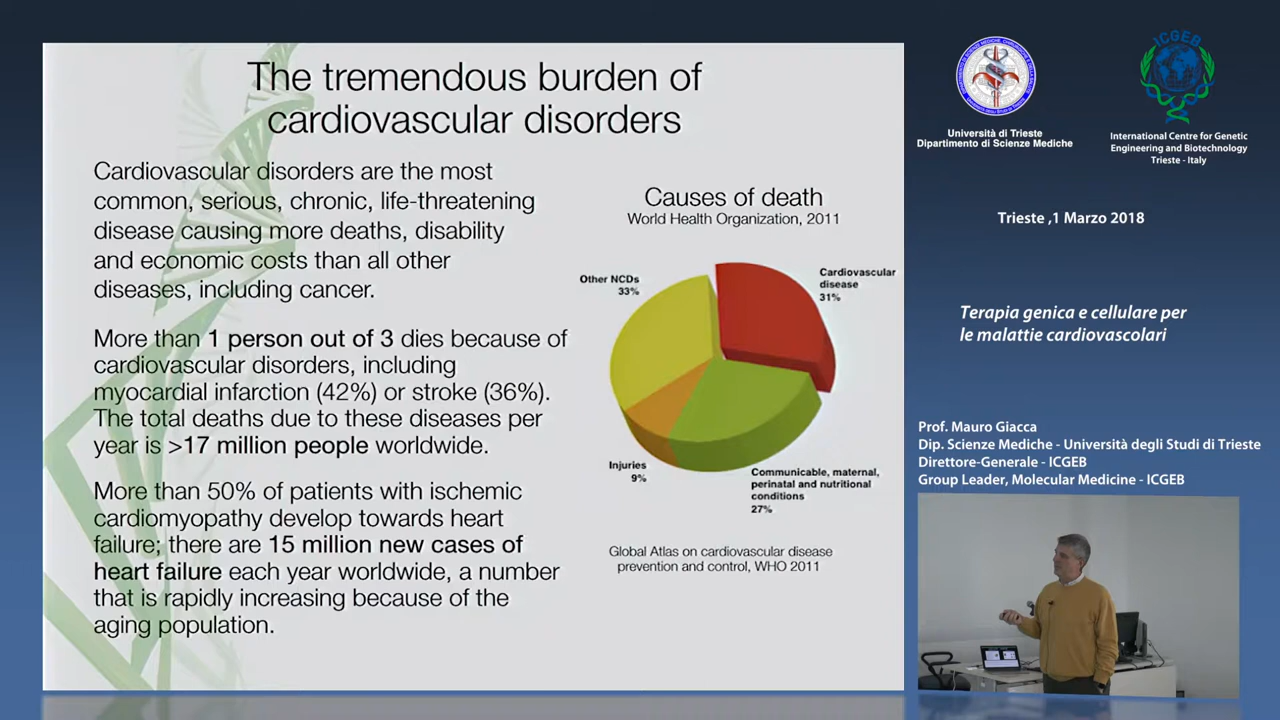 The tremendous burden of
cardiovascular disorders
Cardiovascular disorders are the most
common, serious, chronic, life-threatening
disease causing more deaths, disability
and economic costs than all other
diseases, including cancer.
More than 1 person out of 3 dies because of
cardiovascular disorders, including
myocardial infarction (42%) or stroke (36%).
The total deaths due to these diseases per
year is >17 million people worldwide.
More than 50% of patients with ischemic
cardiomyopathy develop towards heart
failure; there are 15 million new cases of
heart failure each year worldwide, a number
that is rapidly increasing because of the
aging population.
Causes of death
World Health Organization, 2011
Other NCDs
33%
Cardiovascular
disease
31%
Injuries
9%
Communicable, maternal,
perinatal and nutritional
conditions
27%
Global Atlas on cardiovascular disease
prevention and control, WHO 2011
Università di Trieste
Dipartimento di Scienze Mediche
ICGEB
International Centre for Genetic
Engineering and Biotechnology
Trieste - Italy
Trieste ,1 Marzo 2018
Terapia genica e cellulare per
le malattie cardiovascolari
Prof. Mauro Giacca
Dip. Scienze Mediche - Università degli Studi di Trieste
Direttore-Generale - ICGEB
Group Leader, Molecular Medicine - ICGEB